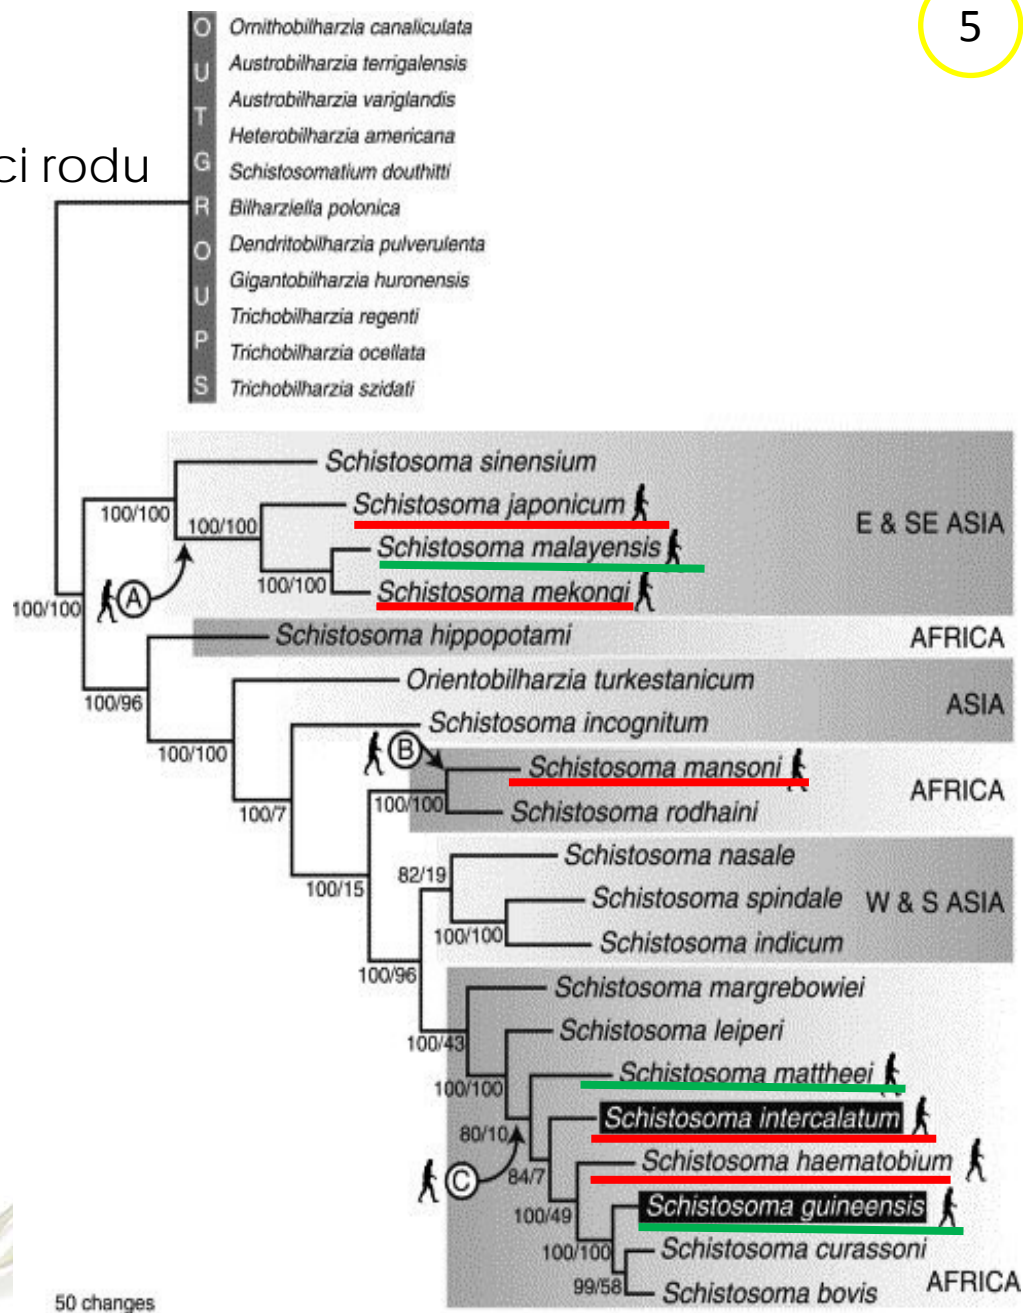 5
ci rodu
OUTGROUPS
Ornithobilharzia canaliculata
Austrobilharzia terrigalensis
Austrobilharzia variglandis
Heterobilharzia americana
Schistosomatium douthitti
Bilharziella polonica
Dendritobilharzia pulverulenta
Gigantobilharzia huronensis
Trichobilharzia regenti
Trichobilharzia ocellata
Trichobilharzia szidati
Schistosoma sinensium
100/100
Schistosoma japonicum
100/100
E & SE ASIA
Schistosoma malayensis
100/100
Schistosoma mekongi
A
100/100
Schistosoma hippopotami
AFRICA
100/96
Orientobilharzia turkestanicum
ASIA
100/100
Schistosoma incognitum
B
Schistosoma mansoni
AFRICA
100/100
100/7
Schistosoma rodhaini
Schistosoma nasale
82/19
100/15
Schistosoma spindale
W & S ASIA
100/100
Schistosoma indicum
100/96
Schistosoma margrebowiei
Schistosoma leiperi
100/43
Schistosoma mattheei
100/100
Schistosoma intercalatum
80/10
Schistosoma haematobium
C
84/7
Schistosoma guineensis
100/49
Schistosoma curassoni
100/100
AFRICA
99/58
Schistosoma bovis
50 changes